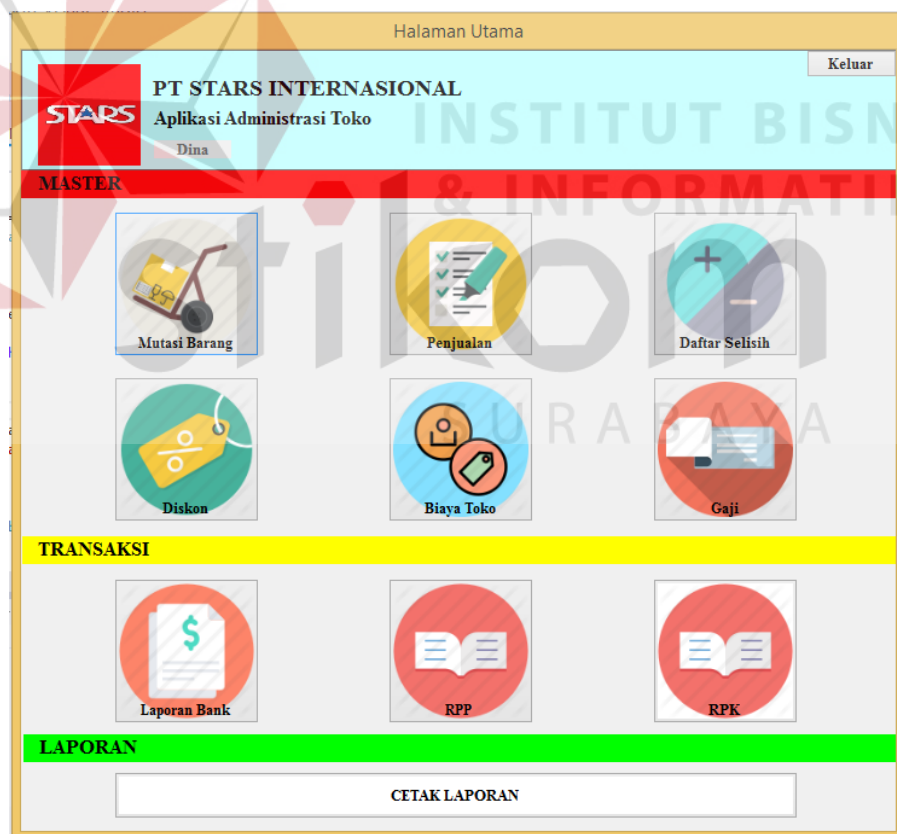 Halaman Utama
Keluar
STARS
PT STARS INTERNASIONAL
Aplikasi Administrasi Toko
Dina
INSTITUT BISN
MASTER
& INFORMATI
stikom
Mutasi Barang
Penjualan
Daftar Selisih
SURABAYA
Diskon
Biaya Toko
Gaji
TRANSAKSI
Laporan Bank
RPP
RPK
LAPORAN
CETAK LAPORAN